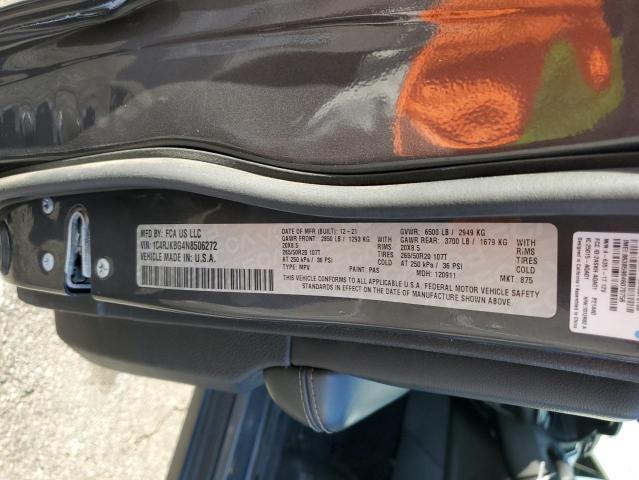 MFD BY: FCA US LLC
VIN: 1C4RJKBG4N8506272
VEHICLE MADE IN: U.S.A.
DATE OF MFR (BUILT): 12-21
GAWR FRONT: 2850 LB / 1293 KG WITH
20X8.5 RIMS
265/50R20 107T TIRES
AT 250 kPa / 36 PSI COLD
TYPE: MPV PAINT: PAS
GVWR: 6500 LB / 2949 KG
GAWR REAR: 3700 LB / 1679 KG WITH
20X8.5 RIMS
265/50R20 107T TIRES
AT 250 kPa / 36 PSI COLD
MDH: 120911 MKT: 875
THIS VEHICLE CONFORMS TO ALL APPLICABLE U.S.A. FEDERAL MOTOR VEHICLE SAFETY
STANDARDS IN EFFECT ON THE DATE OF MANUFACTURE SHOWN ABOVE.